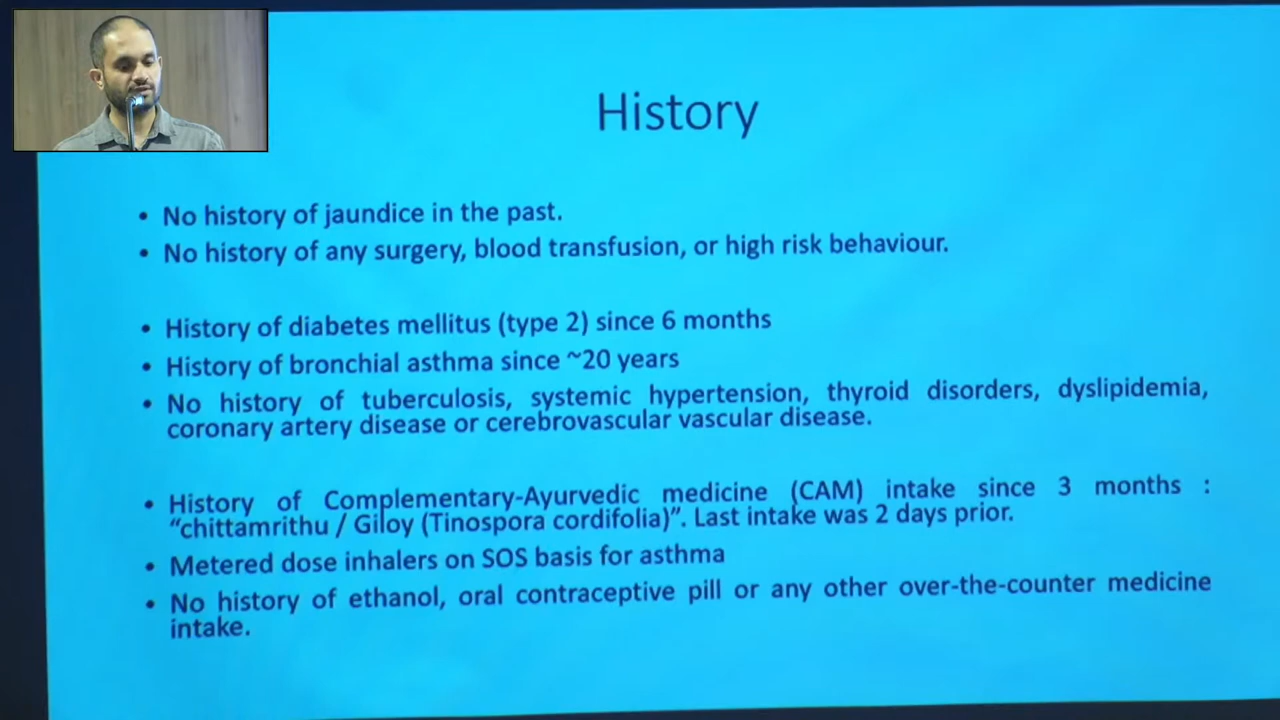 History
• No history of jaundice in the past.
• No history of any surgery, blood transfusion, or high risk behaviour.
• History of diabetes mellitus (type 2) since 6 months
• History of bronchial asthma since ~20 years
• No history of tuberculosis, systemic hypertension, thyroid disorders, dyslipidemia,
coronary artery disease or cerebrovascular vascular disease.
• History of Complementary-Ayurvedic medicine (CAM) intake since 3 months :
“chittamrithu / Giloy (Tinospora cordifolia)”. Last intake was 2 days prior.
• Metered dose inhalers on SOS basis for asthma
• No history of ethanol, oral contraceptive pill or any other over-the-counter medicine
intake.